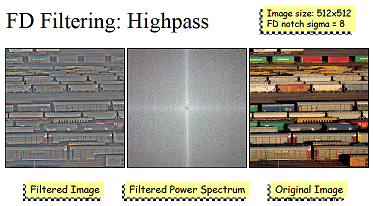 FD Filtering: Highpass
Image size: 512x512
FD notch sigma = 8
Filtered Image
Filtered Power Spectrum
Original Image